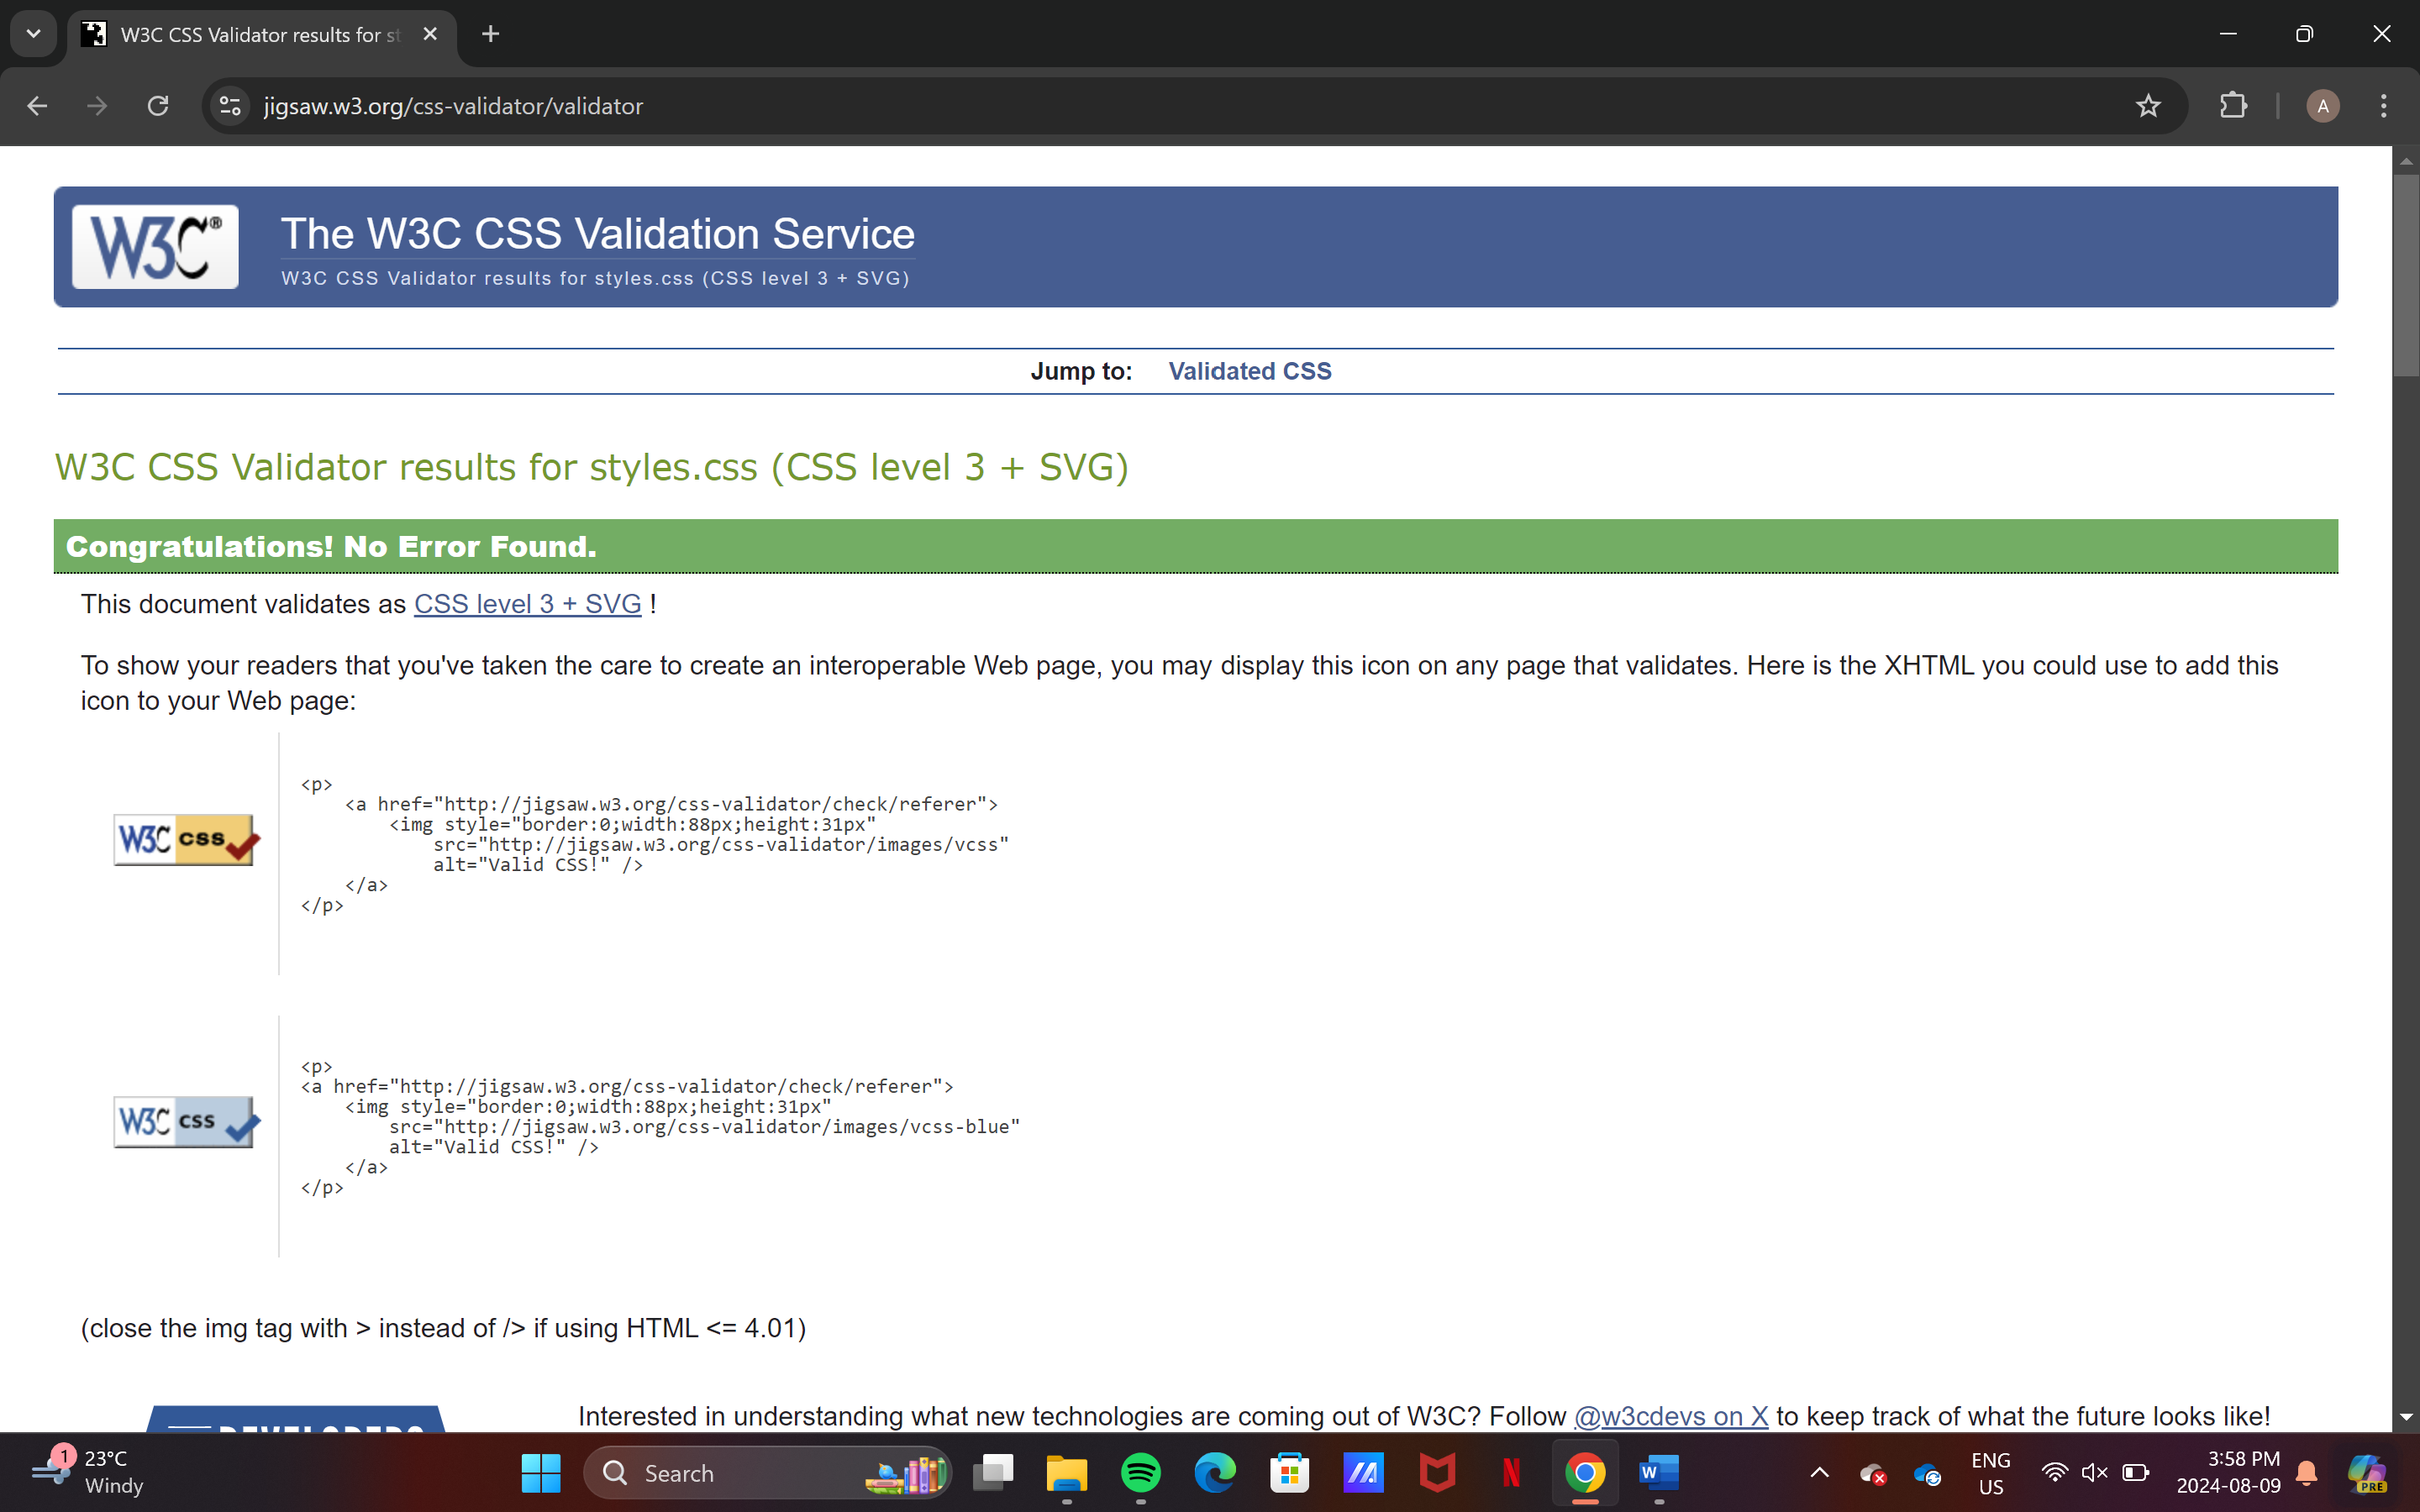 W3C CSS Validator results for st
jigsaw.w3.org/css-validator/validator
A
W3C®
The W3C CSS Validation Service
W3C CSS Validator results for styles.css (CSS level 3 + SVG)
Jump to: Validated CSS
W3C CSS Validator results for styles.css (CSS level 3 + SVG)
Congratulations! No Error Found.
This document validates as CSS level 3 + SVG !
To show your readers that you've taken the care to create an interoperable Web page, you may display this icon on any page that validates. Here is the XHTML you could use to add this
icon to your Web page:
W3C css
<p>
<a href="http://jigsaw.w3.org/css-validator/check/referer">
<img style="border:0;width:88px;height:31px"
src="http://jigsaw.w3.org/css-validator/images/vcss"
alt="Valid CSS!" />
</a>
</p>
W3C css
<p>
<a href="http://jigsaw.w3.org/css-validator/check/referer">
<img style="border:0;width:88px;height:31px"
src="http://jigsaw.w3.org/css-validator/images/vcss-blue"
alt="Valid CSS!" />
</a>
</p>
(close the img tag with > instead of /> if using HTML <= 4.01)
DEVELOPERS
Interested in understanding what new technologies are coming out of W3C? Follow @w3cdevs on X to keep track of what the future looks like!
1
23°C
Windy
Search
N
W
ENG
US
3:58 PM
2024-08-09
PRE